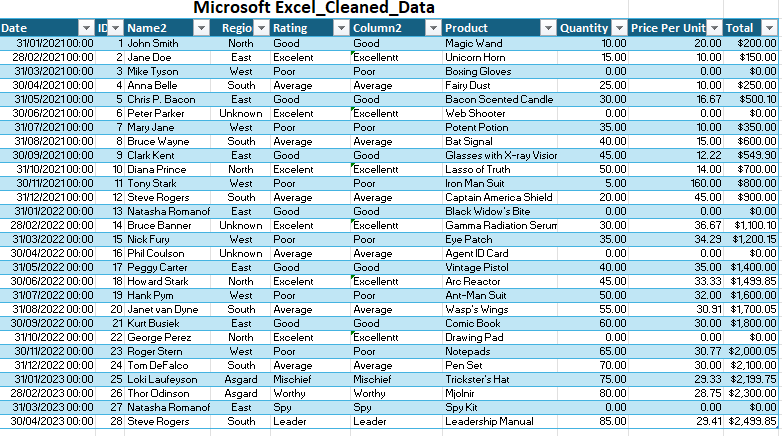 Microsoft Excel_Cleaned_Data
Date ID Name2 Regio Rating Column2 Product Quantity Price Per Unit Total
31/01/2021 00:00 1 John Smith North Good Good Magic Wand 10.00 20.00 $200.00
28/02/2021 00:00 2 Jane Doe East Excelent Excellentt Unicorn Horn 15.00 10.00 $150.00
31/03/2021 00:00 3 Mike Tyson West Poor Poor Boxing Gloves 0.00 0.00 $0.00
30/04/2021 00:00 4 Anna Belle South Average Average Fairy Dust 25.00 10.00 $250.00
31/05/2021 00:00 5 Chris P. Bacon East Good Good Bacon Scented Candle 30.00 16.67 $500.10
30/06/2021 00:00 6 Peter Parker Unknown Excelent Excellentt Web Shooter 0.00 0.00 $0.00
31/07/2021 00:00 7 Mary Jane West Poor Poor Potent Potion 35.00 10.00 $350.00
31/08/2021 00:00 8 Bruce Wayne South Average Average Bat Signal 40.00 15.00 $600.00
30/09/2021 00:00 9 Clark Kent East Good Good Glasses with X-ray Vision 45.00 12.22 $549.90
31/10/2021 00:00 10 Diana Prince North Excelent Excellentt Lasso of Truth 50.00 14.00 $700.00
30/11/2021 00:00 11 Tony Stark West Poor Poor Iron Man Suit 5.00 160.00 $800.00
31/12/2021 00:00 12 Steve Rogers South Average Average Captain America Shield 20.00 45.00 $900.00
31/01/2022 00:00 13 Natasha Romanof East Good Good Black Widow's Bite 0.00 0.00 $0.00
28/02/2022 00:00 14 Bruce Banner Unknown Excelent Excellentt Gamma Radiation Serum 30.00 36.67 $1,100.10
31/03/2022 00:00 15 Nick Fury West Poor Poor Eye Patch 35.00 34.29 $1,200.15
30/04/2022 00:00 16 Phil Coulson Unknown Average Average Agent ID Card 0.00 0.00 $0.00
31/05/2022 00:00 17 Peggy Carter East Good Good Vintage Pistol 40.00 35.00 $1,400.00
30/06/2022 00:00 18 Howard Stark North Excelent Excellentt Arc Reactor 45.00 33.33 $1,499.85
31/07/2022 00:00 19 Hank Pym West Poor Poor Ant-Man Suit 50.00 32.00 $1,600.00
31/08/2022 00:00 20 Janet van Dyne South Average Average Wasp's Wings 55.00 30.91 $1,700.05
30/09/2022 00:00 21 Kurt Busiek East Good Good Comic Book 60.00 30.00 $1,800.00
31/10/2022 00:00 22 George Perez North Excelent Excellentt Drawing Pad 0.00 0.00 $0.00
30/11/2022 00:00 23 Roger Stern West Poor Poor Notepads 65.00 30.77 $2,000.05
31/12/2022 00:00 24 Tom DeFalco South Average Average Pen Set 70.00 30.00 $2,100.00
31/01/2023 00:00 25 Loki Laufeyson Asgard Mischief Mischief Trickster's Hat 75.00 29.33 $2,199.75
28/02/2023 00:00 26 Thor Odinson Asgard Worthy Worthy Mjolnir 80.00 28.75 $2,300.00
31/03/2023 00:00 27 Natasha Romanof East Spy Spy Spy Kit 0.00 0.00 $0.00
30/04/2023 00:00 28 Steve Rogers South Leader Leader Leadership Manual 85.00 29.41 $2,499.85